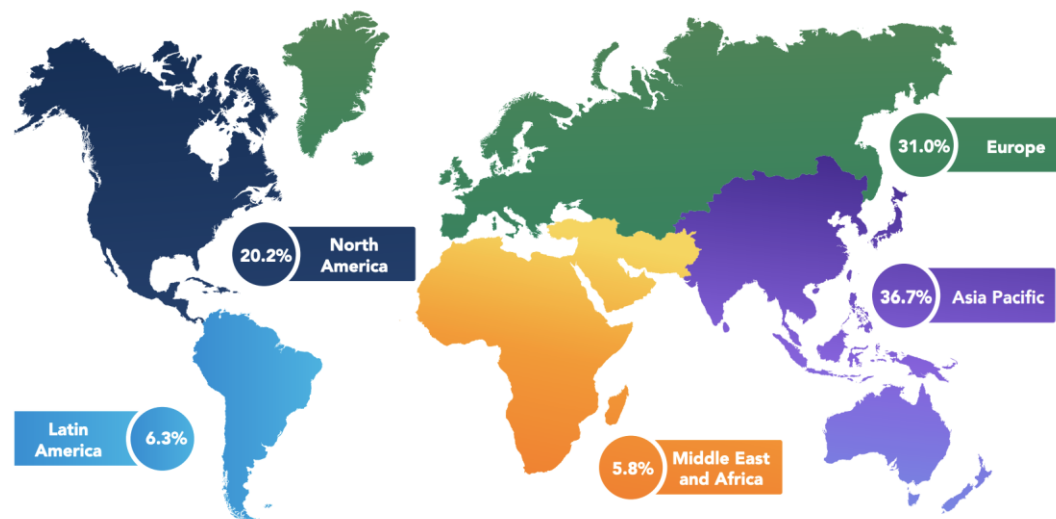 31.0% Europe
20.2% North
America
36.7% Asia Pacific
Latin
America 6.3%
5.8% Middle East
and Africa